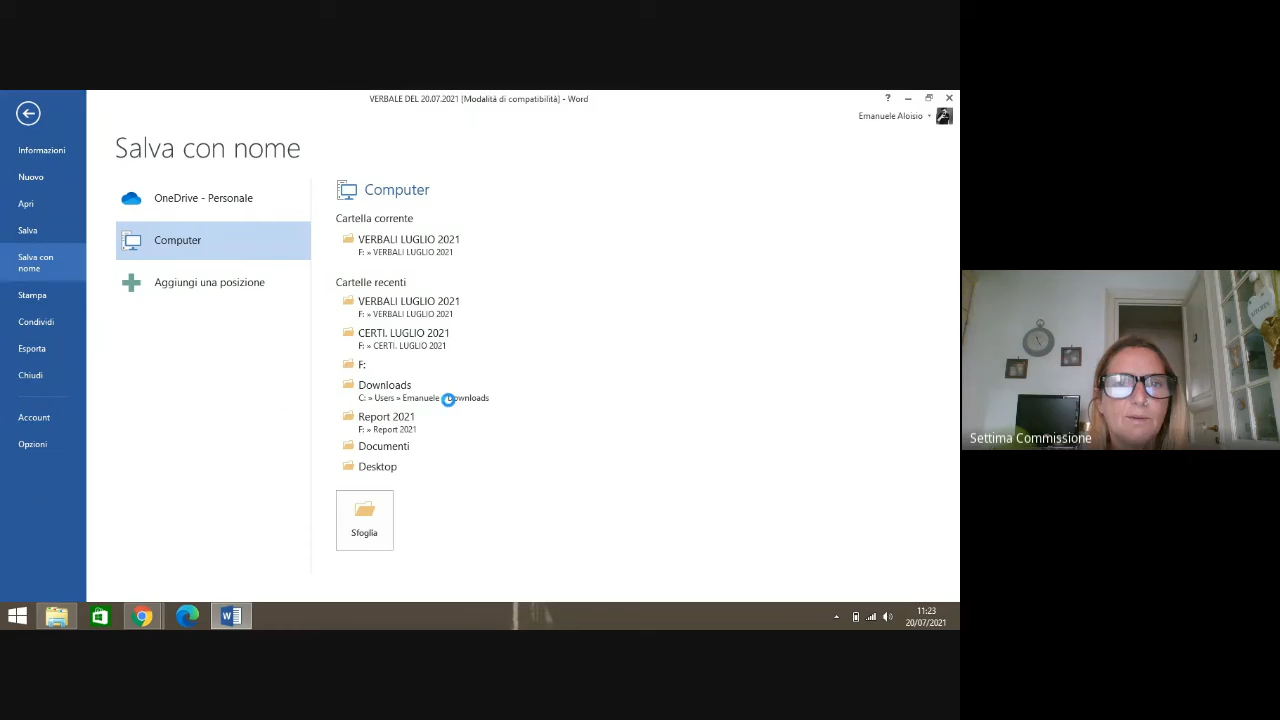 VERBALE DEL 20.07.2021 [Modalità di compatibilità] - Word
?
Emanuele Aloisio
Informazioni
Nuovo
Apri
Salva
Salva con
nome
Stampa
Condividi
Esporta
Chiudi
Account
Opzioni
Salva con nome
OneDrive - Personale
Computer
Aggiungi una posizione
Computer
Cartella corrente
VERBALI LUGLIO 2021
F: » VERBALI LUGLIO 2021
Cartelle recenti
VERBALI LUGLIO 2021
F: » VERBALI LUGLIO 2021
CERTI. LUGLIO 2021
F: » CERTI. LUGLIO 2021
F:
Downloads
C: » Users » Emanuele » Downloads
Report 2021
F: » Report 2021
Documenti
Desktop
Sfoglia
11:23
20/07/2021
Settima Commissione